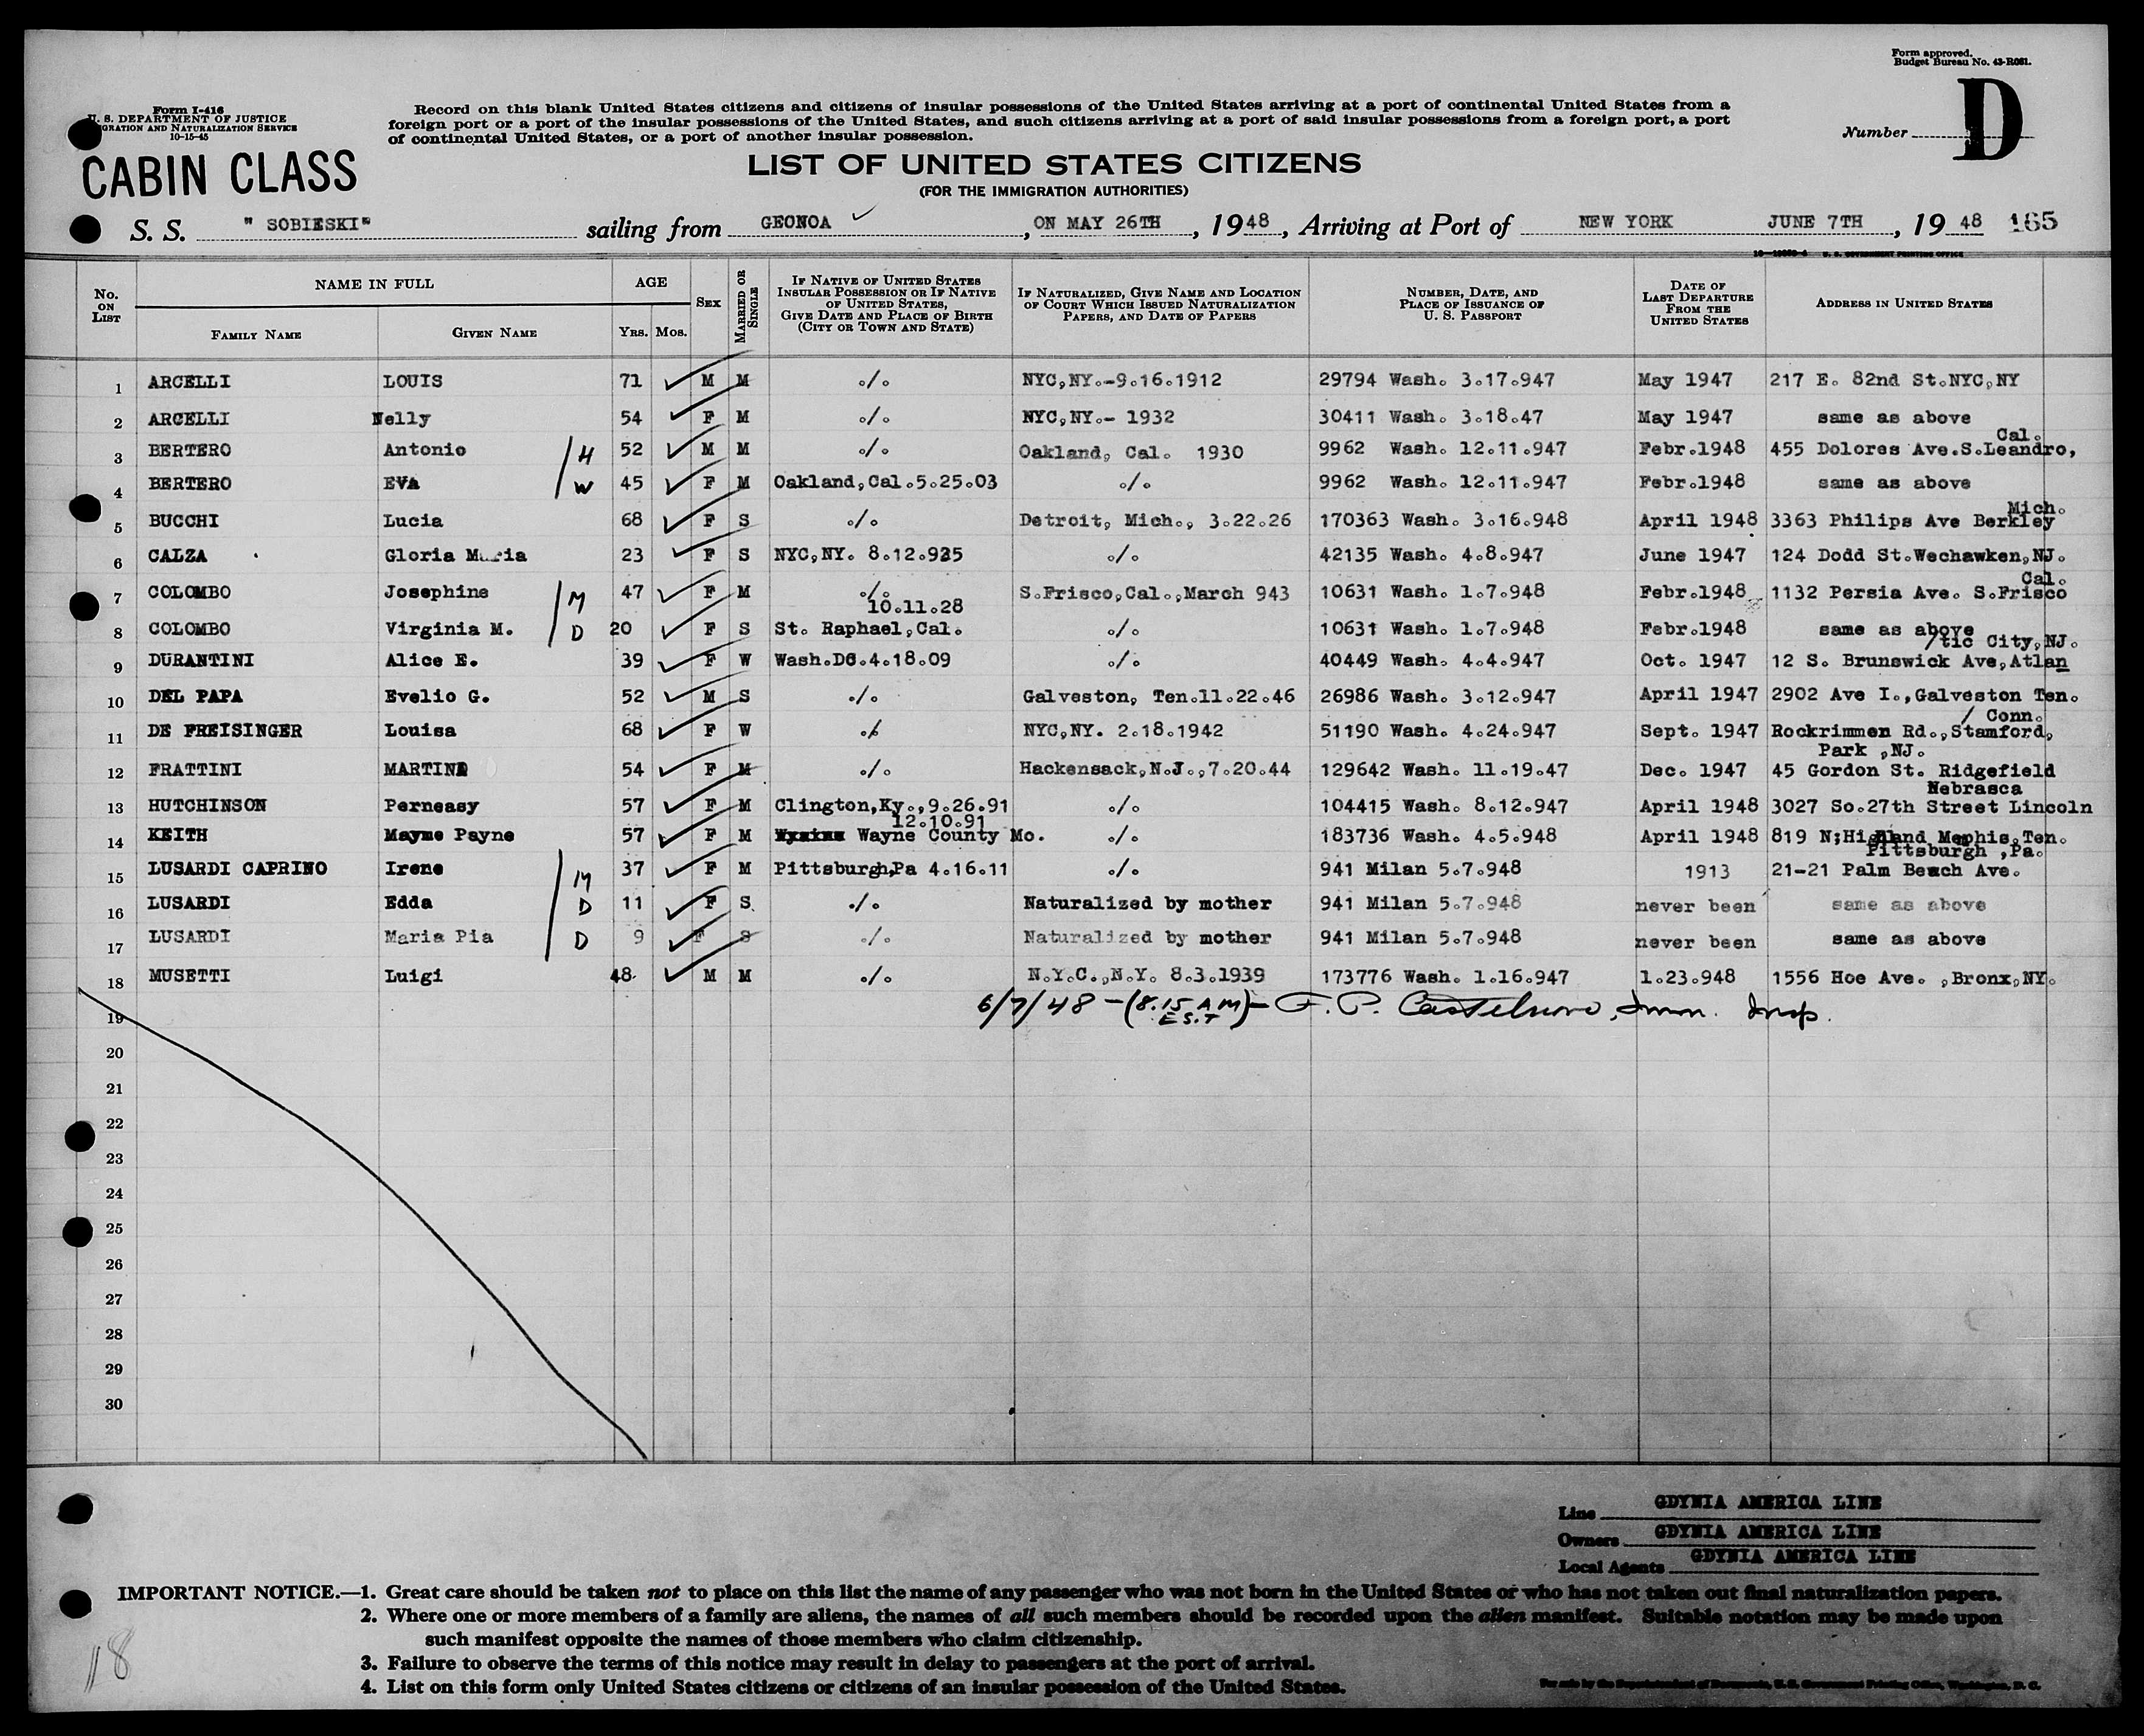 Form approved.
Budget Bureau No. 43-R081.
Form I-416
U. S. DEPARTMENT OF JUSTICE
IGRATION AND NATURALIZATION SERVICE
10-15-45
Record on this blank United States citizens and citizens of insular possessions of the United States arriving at a port of continental United States from a
foreign port or a port of the insular possessions of the United States, and such citizens arriving at a port of said insular possessions from a foreign port, a port
of continental United States, or a port of another insular possession.
Number D
CABIN CLASS
LIST OF UNITED STATES CITIZENS
(FOR THE IMMIGRATION AUTHORITIES)
S. S. " SOBIESKI" sailing from GEONOA ✓, ON MAY 26TH, 1948, Arriving at Port of NEW YORK JUNE 7TH, 1948 165
U. S. GOVERNMENT PRINTING OFFICE
No. on List | NAME IN FULL | Family Name | Given Name | AGE | Yrs. | Mos. | Sex | Married or Single | If Native of United States Insular Possession or If Native of United States, Give Date and Place of Birth (City or Town and State) | If Naturalized, Give Name and Location of Court Which Issued Naturalization Papers, and Date of Papers | Number, Date, and Place of Issuance of U. S. Passport | Date of Last Departure From the United States | Address in United States
1 ARCELLI LOUIS 71 ✓ M M o/o NYC,NY.-9.16.1912 29794 Wash. 3.17.947 May 1947 217 E. 82nd St.NYC,NY
2 ARCELLI Nelly 54 ✓ F M o/o NYC,NY.- 1932 30411 Wash. 3.18.47 May 1947 same as above
3 BERTERO Antonio / H 52 ✓ M M o/o Oakland, Cal. 1930 9962 Wash. 12.11.947 Febr.1948 455 Dolores Ave.S.Leandro, Cal.
4 BERTERO EVA / W 45 ✓ F M Oakland,Cal.5.25.03 o/o 9962 Wash. 12.11.947 Febr.1948 same as above
5 BUCCHI Lucia 68 ✓ F S o/o Detroit, Mich., 3.22.26 170363 Wash. 3.16.948 April 1948 3363 Philips Ave Berkley Mich.
6 CALZA Gloria Maria 23 ✓ F S NYC,NY. 8.12.925 o/o 42135 Wash. 4.8.947 June 1947 124 Dodd St.Wechawken,NJ.
7 COLOMBO Josephine / M 47 ✓ F M o/o S.Frisco,Cal.,March 943 10631 Wash. 1.7.948 Febr.1948 1132 Persia Ave. S.Frisco Cal.
8 COLOMBO Virginia M. / D 20 ✓ F S 10.11.28 St. Raphael,Cal. o/o 10631 Wash. 1.7.948 Febr.1948 same as above
9 DURANTINI Alice E. 39 ✓ F W Wash.DC.4.18.09 o/o 40449 Wash. 4.4.947 Oct. 1947 12 S. Brunswick Ave,Atlan /tic City,NJ.
10 DEL PAPA Evelio G. 52 ✓ M S o/o Galveston, Ten.11.22.46 26986 Wash. 3.12.947 April 1947 2902 Ave I.,Galveston Ten.
11 DE FREISINGER Louisa 68 ✓ F W o/o NYC,NY. 2.18.1942 51190 Wash. 4.24.947 Sept. 1947 Rockrimmen Rd.,Stamford, / Conn.
12 FRATTINI MARTINA 54 ✓ F M o/o Hackensack,N.J.,7.20.44 129642 Wash. 11.19.47 Dec. 1947 45 Gordon St. Ridgefield Park ,NJ.
13 HUTCHINSON Perneasy 57 ✓ F M Clington,Ky.,9.26.91 o/o 104415 Wash. 8.12.947 April 1948 3027 So.27th Street Lincoln Nebrasca
14 KEITH Mayme Payne 57 ✓ F M 12.10.91 Wayne County Mo. o/o 183736 Wash. 4.5.948 April 1948 819 N;Highland Mephis,Ten.
15 LUSARDI CAPRINO Irene / M 37 ✓ F M Pittsburgh,Pa 4.16.11 o/o 941 Milan 5.7.948 1913 21-21 Palm Beach Ave. Pittsburgh ,Pa.
16 LUSARDI Edda / D 11 ✓ F S o/o Naturalized by mother 941 Milan 5.7.948 never been same as above
17 LUSARDI Maria Pia / D 9 ✓ F S o/o Naturalized by mother 941 Milan 5.7.948 never been same as above
18 MUSETTI Luigi 48 ✓ M M o/o N.Y.C.,N.Y. 8.3.1939 173776 Wash. 1.16.947 1.23.948 1556 Hoe Ave. ,Bronx,NY.
6/7/48 - (8.15 A M E S.T) - F. P. Castelnovo, Imm. Insp.
19
20
21
22
23
24
25
26
27
28
29
30
Line GDYNIA AMERICA LINE
Owners GDYNIA AMERICA LINE
Local Agents GDYNIA AMERICA LINE
IMPORTANT NOTICE.—1. Great care should be taken not to place on this list the name of any passenger who was not born in the United States or who has not taken out final naturalization papers.
2. Where one or more members of a family are aliens, the names of all such members should be recorded upon the alien manifest. Suitable notation may be made upon
such manifest opposite the names of those members who claim citizenship.
3. Failure to observe the terms of this notice may result in delay to passengers at the port of arrival.
4. List on this form only United States citizens or citizens of an insular possession of the United States.
For sale by the Superintendent of Documents, U. S. Government Printing Office, Washington, D. C.